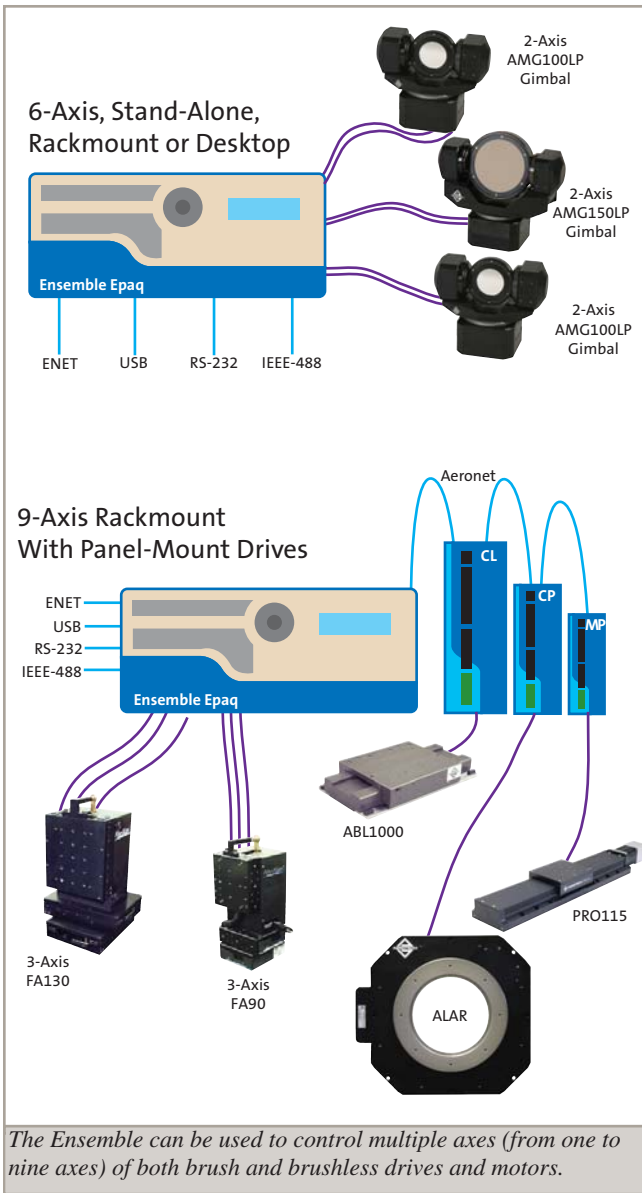 2-Axis
AMG100LP
Gimbal
6-Axis, Stand-Alone,
Rackmount or Desktop
2-Axis
AMG150LP
Gimbal
Ensemble Epaq
2-Axis
AMG100LP
Gimbal
ENET
USB
RS-232
IEEE-488
Aeronet
9-Axis Rackmount
With Panel-Mount Drives
CL
CP
MP
ENET
USB
RS-232
IEEE-488
Ensemble Epaq
ABL1000
PRO115
3-Axis
FA130
3-Axis
FA90
ALAR
The Ensemble can be used to control multiple axes (from one to
nine axes) of both brush and brushless drives and motors.